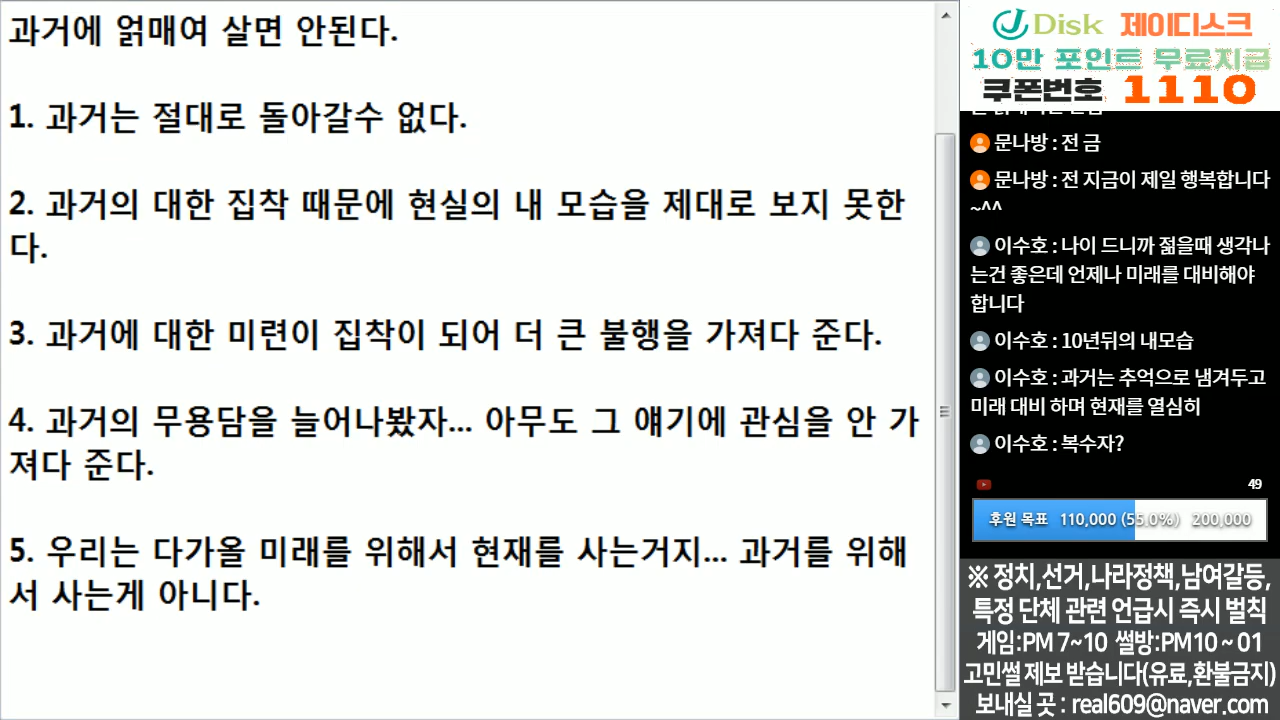 과거에 얽매여 살면 안된다.
1. 과거는 절대로 돌아갈수 없다.
2. 과거의 대한 집착 때문에 현실의 내 모습을 제대로 보지 못한
다.
3. 과거에 대한 미련이 집착이 되어 더 큰 불행을 가져다 준다.
4. 과거의 무용담을 늘어나봤자... 아무도 그 얘기에 관심을 안 가
져다 준다.
5. 우리는 다가올 미래를 위해서 현재를 사는거지... 과거를 위해
서 사는게 아니다.
J Disk 제이디스크
10만 포인트 무료지급
쿠폰번호 1110
문나방 : 전 금
문나방 : 전 지금이 제일 행복합니다
~^^
이수호 : 나이 드니까 젊을때 생각나
는건 좋은데 언제나 미래를 대비해야
합니다
이수호 : 10년뒤의 내모습
이수호 : 과거는 추억으로 냄겨두고
미래 대비 하며 현재를 열심히
이수호 : 복수자?
49
후원 목표 110,000 (55.0%) 200,000
※ 정치,선거,나라정책,남여갈등,
특정 단체 관련 언급시 즉시 벌칙
게임:PM 7~10 썰방:PM10 ~ 01
고민썰 제보 받습니다(유료,환불금지)
보내실 곳 : real609@naver.com